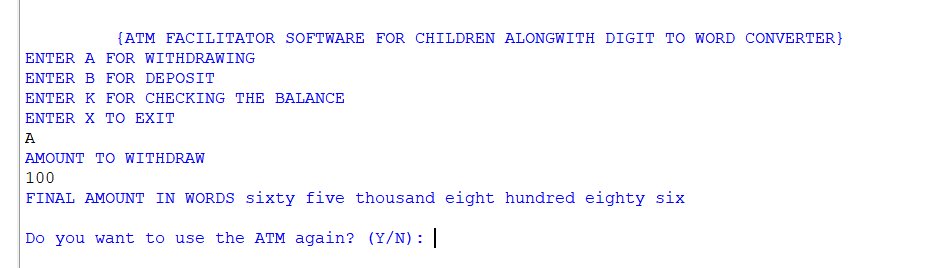 {ATM FACILITATOR SOFTWARE FOR CHILDREN ALONGWITH DIGIT TO WORD CONVERTER}
ENTER A FOR WITHDRAWING
ENTER B FOR DEPOSIT
ENTER K FOR CHECKING THE BALANCE
ENTER X TO EXIT
A
AMOUNT TO WITHDRAW
100
FINAL AMOUNT IN WORDS sixty five thousand eight hundred eighty six
Do you want to use the ATM again? (Y/N):